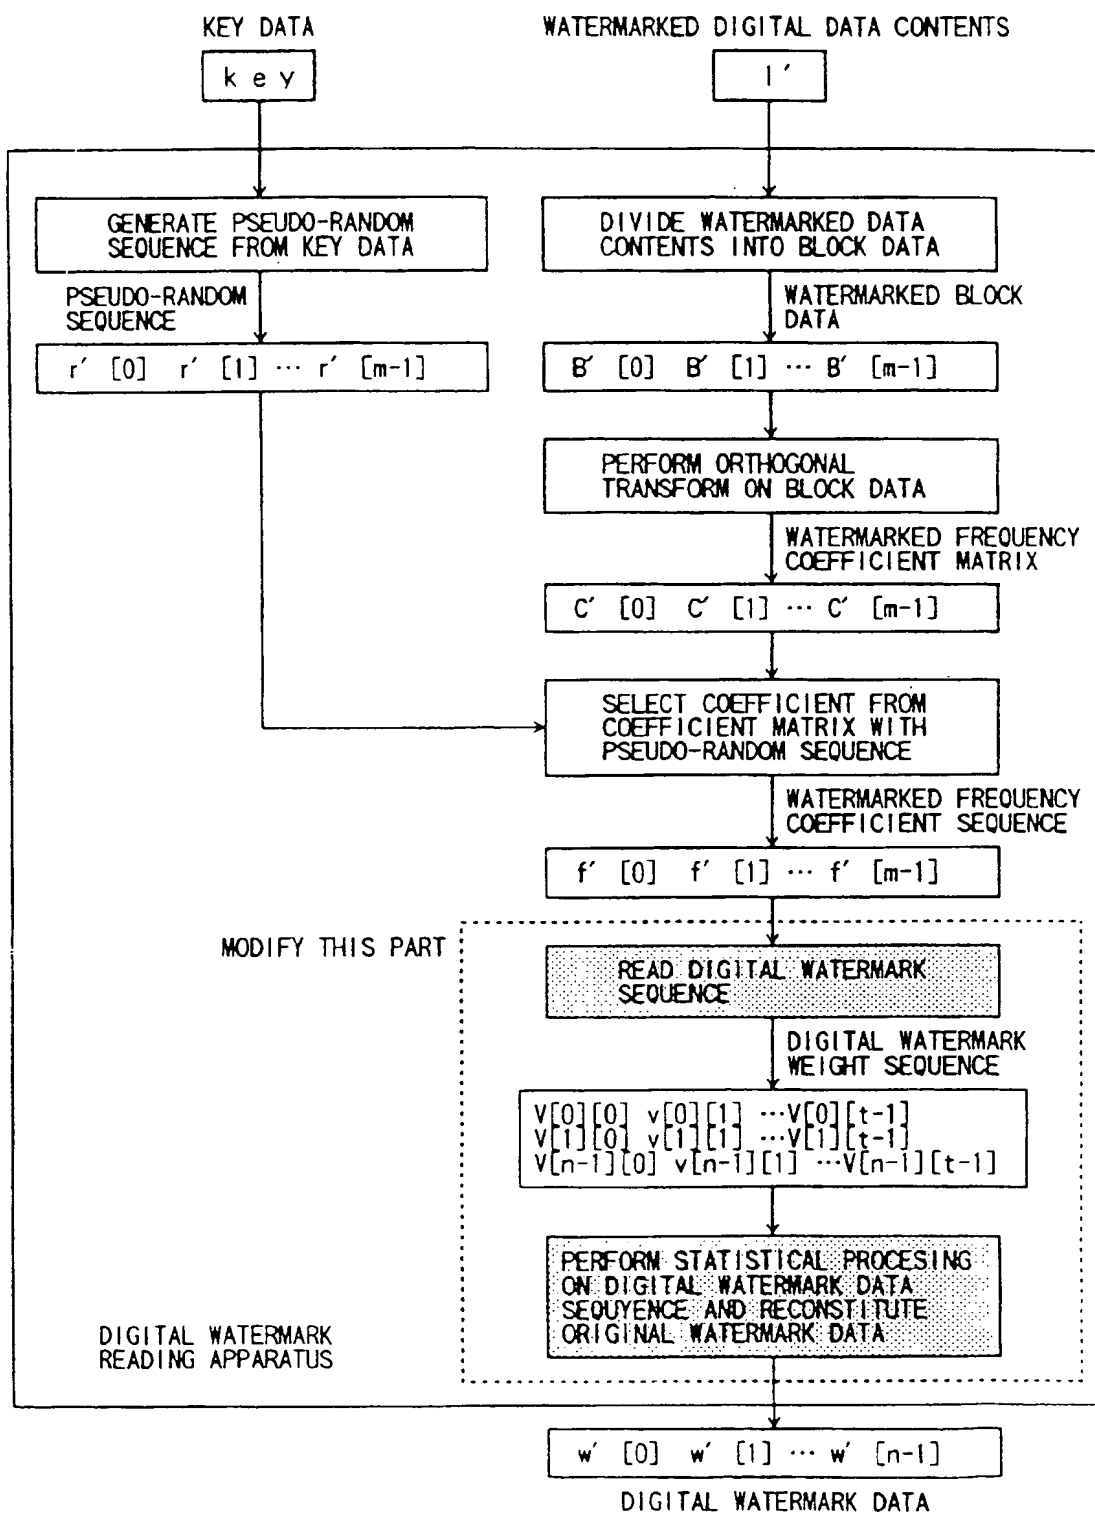 KEY DATA
key
WATERMARKED DIGITAL DATA CONTENTS
I′
GENERATE PSEUDO-RANDOM
SEQUENCE FROM KEY DATA
PSEUDO-RANDOM
SEQUENCE
r′ [0] r′ [1] ··· r′ [m-1]
DIVIDE WATERMARKED DATA
CONTENTS INTO BLOCK DATA
WATERMARKED BLOCK
DATA
B′ [0] B′ [1] ··· B′ [m-1]
PERFORM ORTHOGONAL
TRANSFORM ON BLOCK DATA
WATERMARKED FREQUENCY
COEFFICIENT MATRIX
C′ [0] C′ [1] ··· C′ [m-1]
SELECT COEFFICIENT FROM
COEFFICIENT MATRIX WITH
PSEUDO-RANDOM SEQUENCE
WATERMARKED FREQUENCY
COEFFICIENT SEQUENCE
f′ [0] f′ [1] ··· f′ [m-1]
MODIFY THIS PART
READ DIGITAL WATERMARK
SEQUENCE
DIGITAL WATERMARK
WEIGHT SEQUENCE
V[0][0] v[0][1] ···V[0][t-1]
V[1][0] v[1][1] ···V[1][t-1]
V[n-1][0] v[n-1][1] ···V[n-1][t-1]
PERFORM STATISTICAL PROCESING
ON DIGITAL WATERMARK DATA
SEQUYENCE AND RECONSTITUTE
ORIGINAL WATERMARK DATA
DIGITAL WATERMARK
READING APPARATUS
w′ [0] w′ [1] ··· w′ [n-1]
DIGITAL WATERMARK DATA